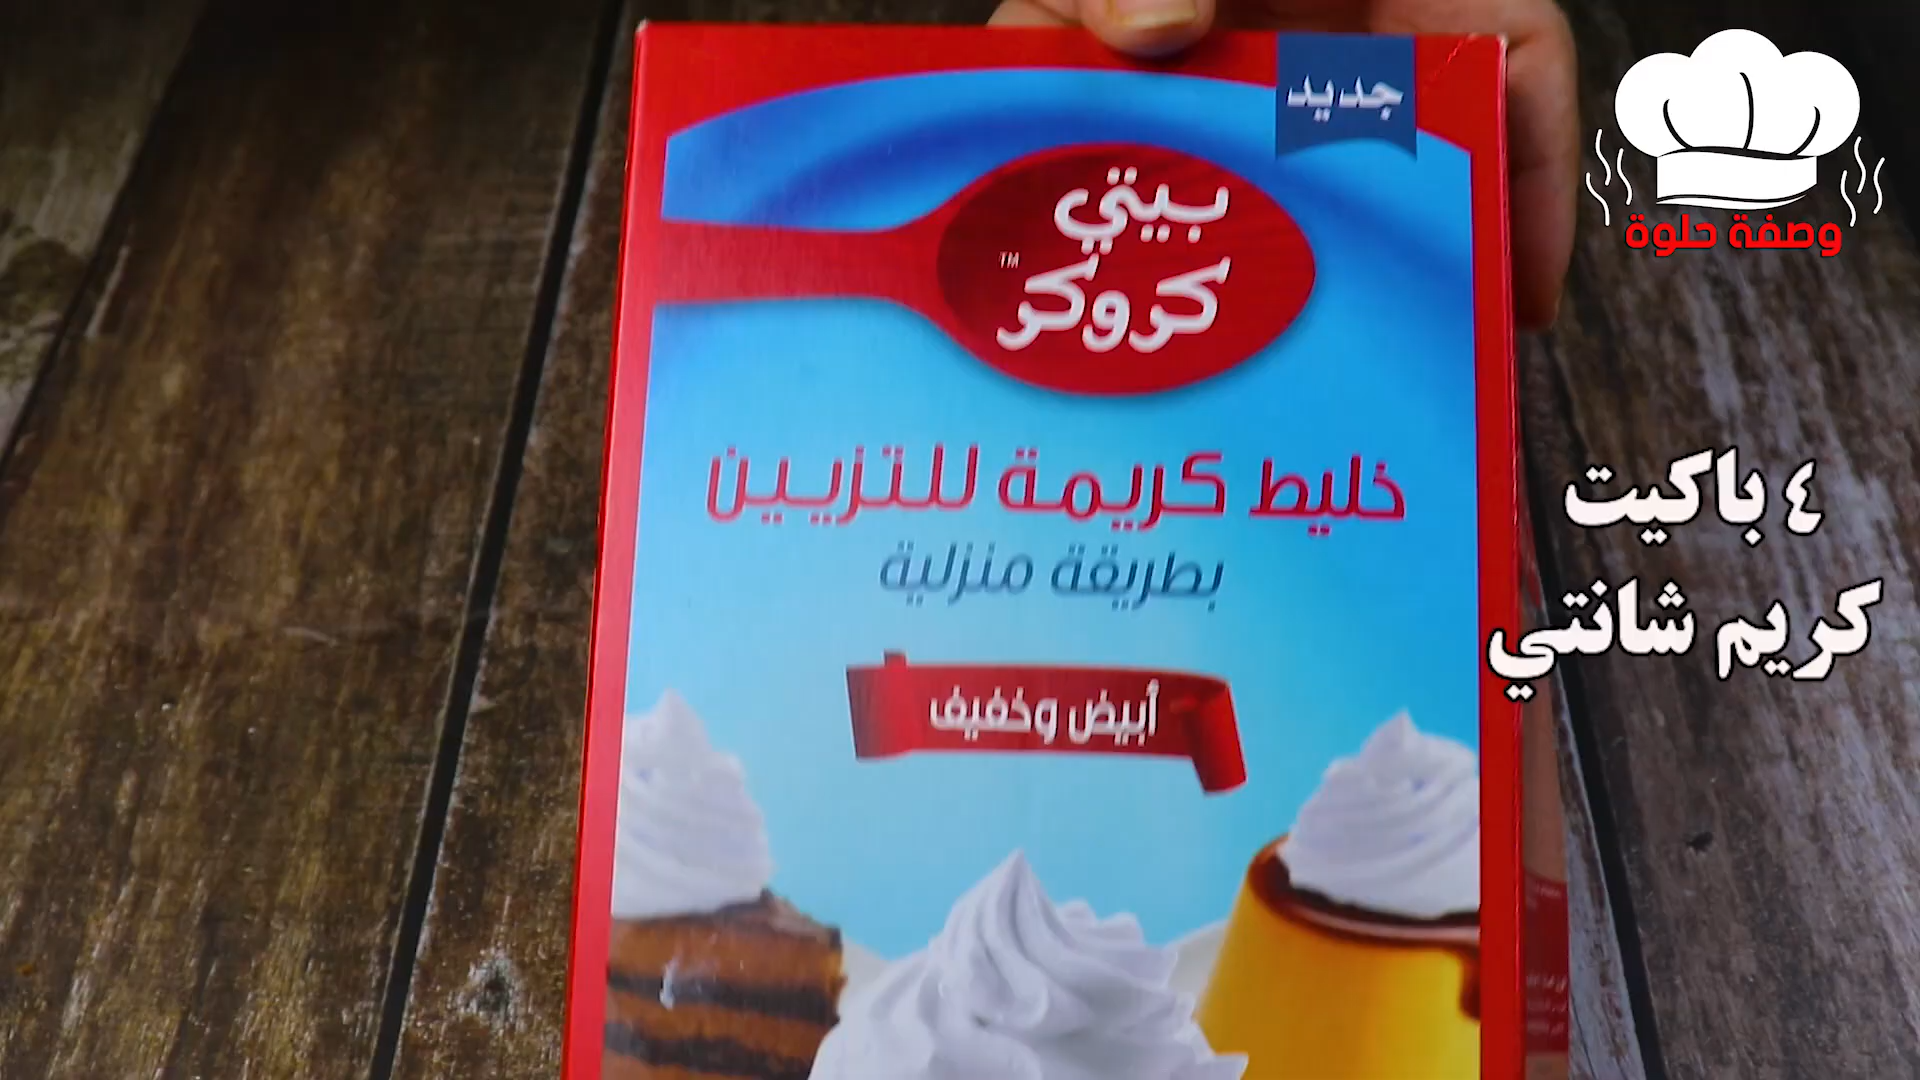 جديد
بيتي
كروكر
TM
خليط كريمة للتزيين
بطريقة منزلية
أبيض وخفيف
وصفة حلوة
٤ باكيت
كريم شانتي